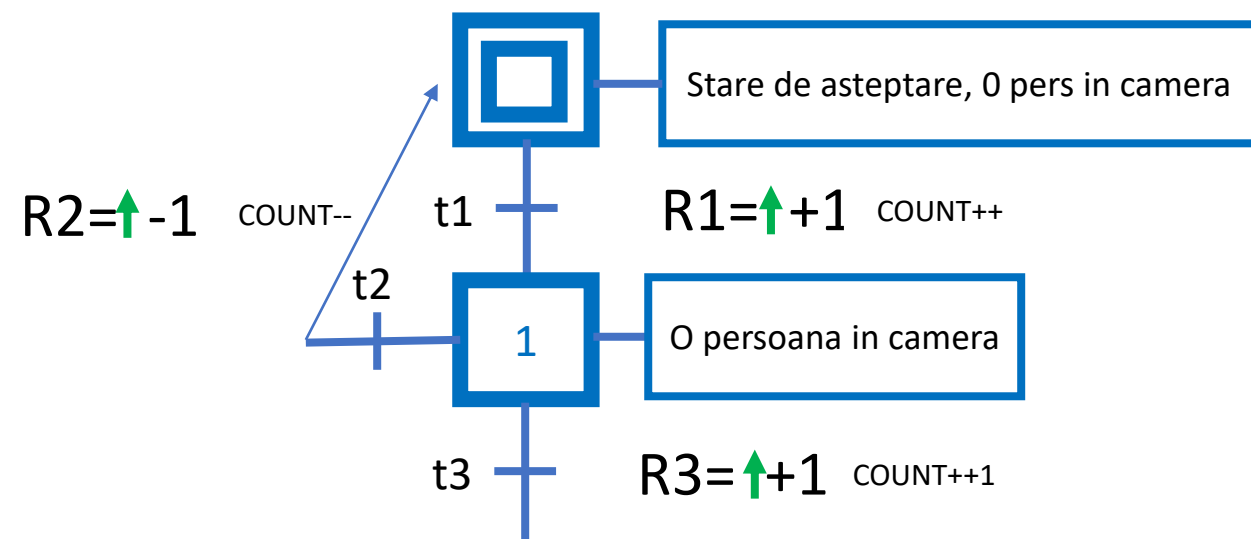 Stare de asteptare, 0 pers in camera
R2=↑-1 COUNT--
t1
R1=↑+1 COUNT++
t2
1
O persoana in camera
t3
R3=↑+1 COUNT++1